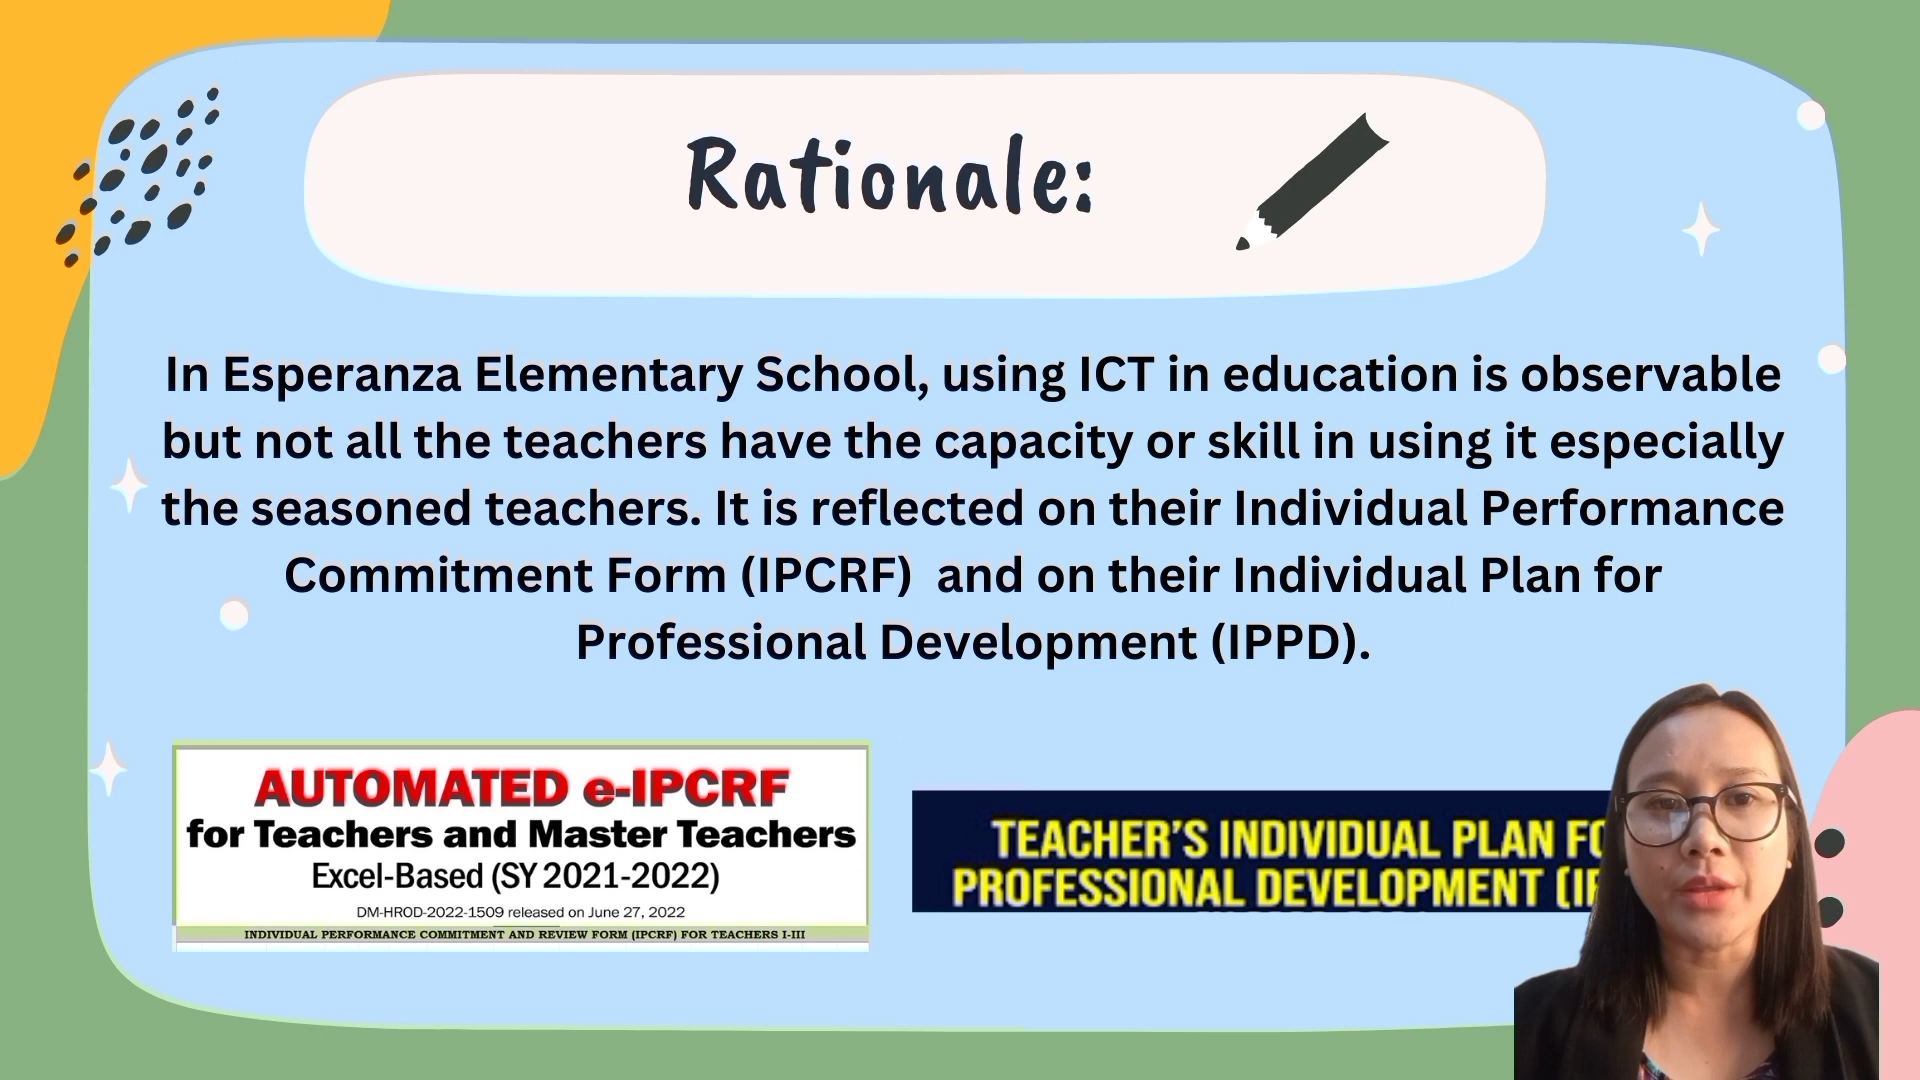 Rationale:
In Esperanza Elementary School, using ICT in education is observable
but not all the teachers have the capacity or skill in using it especially
the seasoned teachers. It is reflected on their Individual Performance
Commitment Form (IPCRF) and on their Individual Plan for
Professional Development (IPPD).
AUTOMATED e-IPCRF
for Teachers and Master Teachers
Excel-Based (SY 2021-2022)
DM-HROD-2022-1509 released on June 27, 2022
INDIVIDUAL PERFORMANCE COMMITMENT AND REVIEW FORM (IPCRF) FOR TEACHERS I-III
TEACHER'S INDIVIDUAL PLAN
PROFESSIONAL DEVELOPMENT